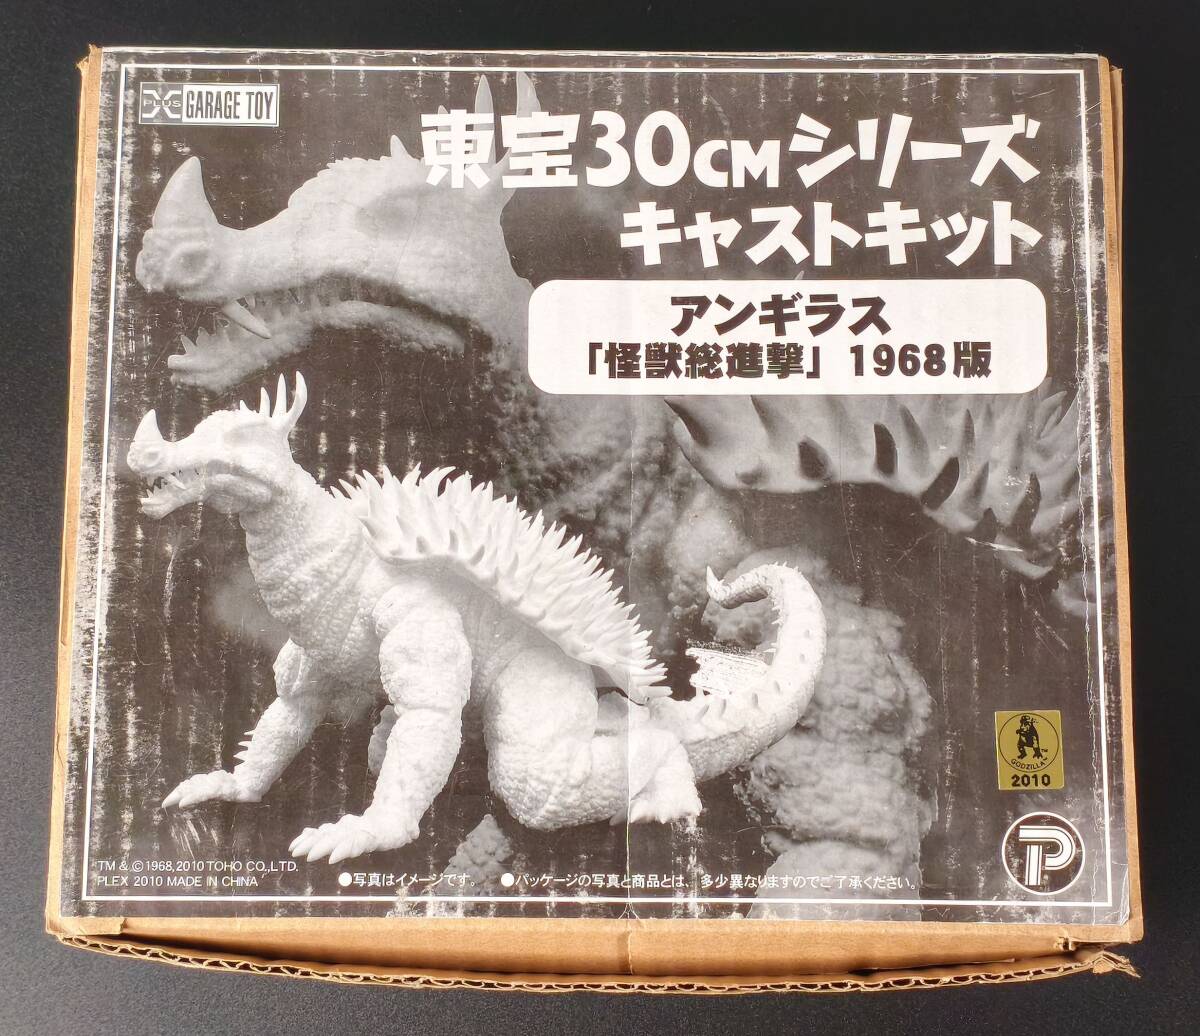 X PLUS GARAGE TOY
東宝30CMシリーズ
キャストキット
アンギラス
「怪獣総進撃」 1968版
GODZILLA™
2010
TM & ©1968,2010 TOHO CO.,LTD.
PLEX 2010 MADE IN CHINA
●写真はイメージです。 ●パッケージの写真と商品とは、多少異なりますのでご了承ください。
P